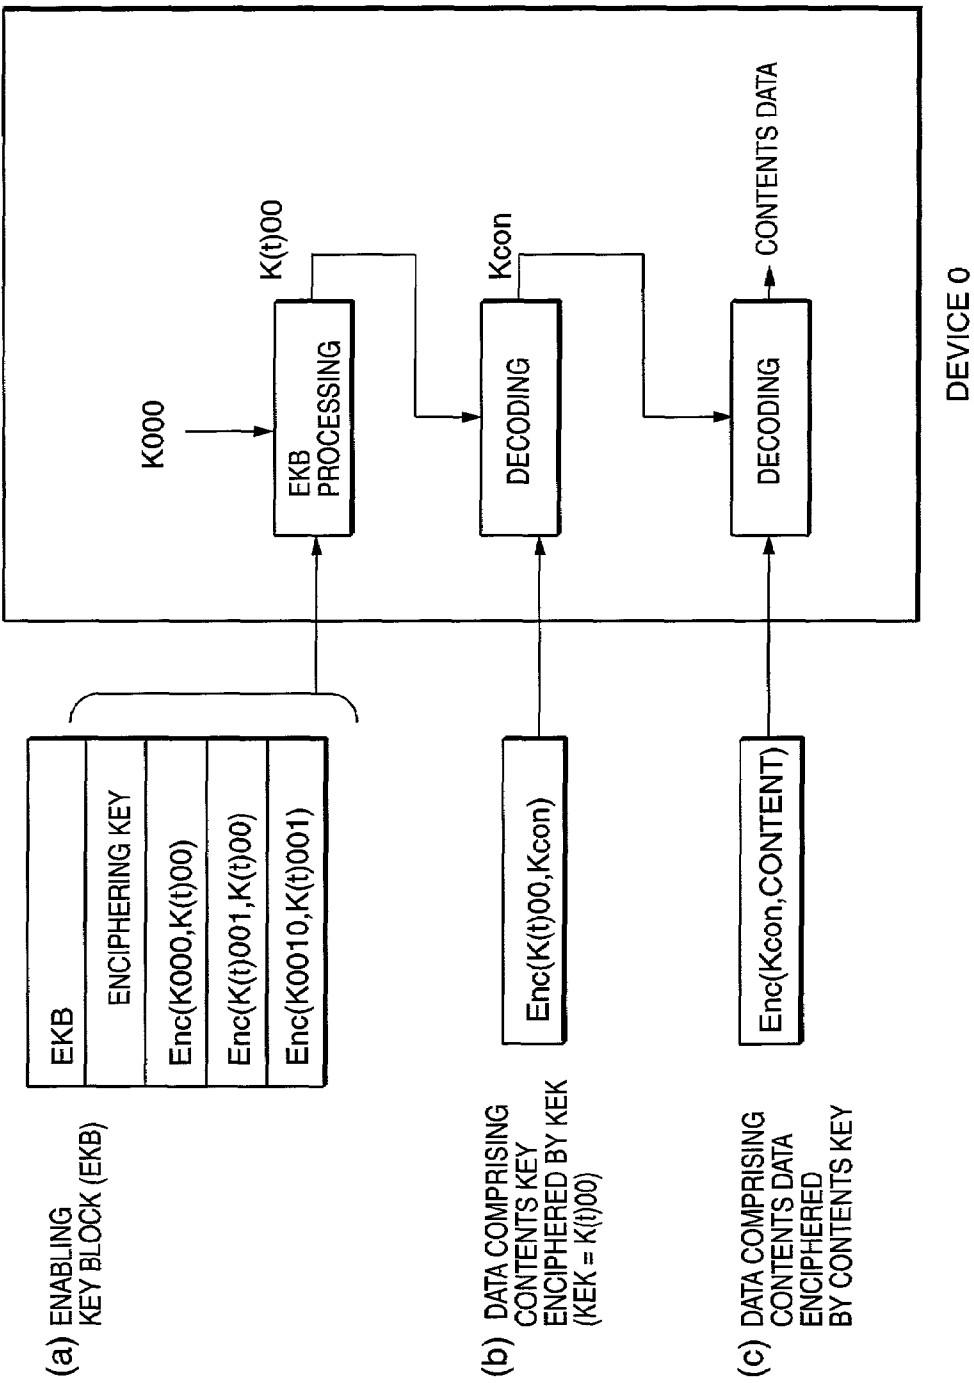 (a) ENABLING
KEY BLOCK (EKB)
EKB
ENCIPHERING KEY
Enc(K000,K(t)00)
Enc(K(t)001,K(t)00)
Enc(K0010,K(t)001)
K000
EKB
PROCESSING
K(t)00
(b) DATA COMPRISING
CONTENTS KEY
ENCIPHERED BY KEK
(KEK = K(t)00)
Enc(K(t)00,Kcon)
DECODING
Kcon
(c) DATA COMPRISING
CONTENTS DATA
ENCIPHERED
BY CONTENTS KEY
Enc(Kcon,CONTENT)
DECODING
CONTENTS DATA
DEVICE 0